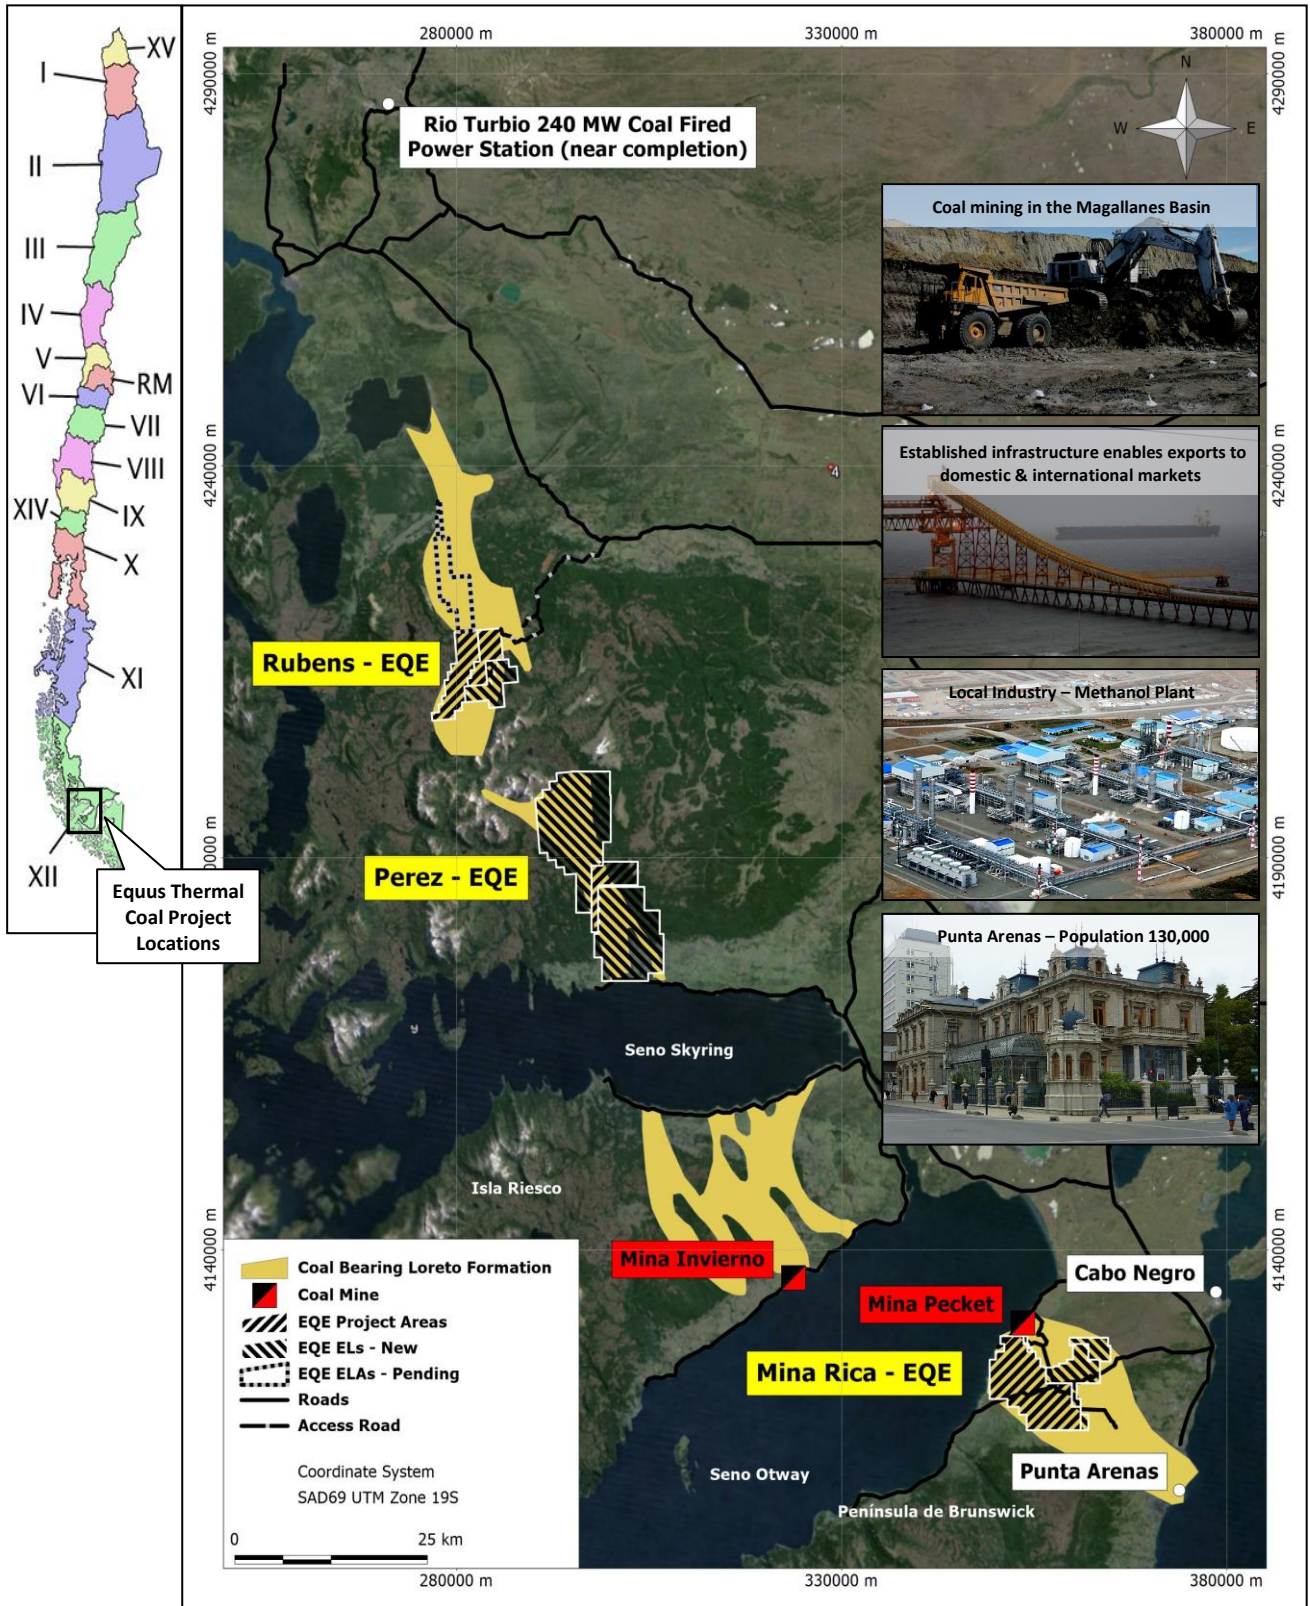 XV
I
II
III
IV
V
RM
VI
VII
VIII
XIV
IX
X
XI
XII
Equus Thermal
Coal Project
Locations
280000 m
330000 m
380000 m
4290000 m
4290000 m
N
W
E
Rio Turbio 240 MW Coal Fired
Power Station (near completion)
Coal mining in the Magallanes Basin
4240000 m
4240000 m
4
Established infrastructure enables exports to
domestic & international markets
Rubens - EQE
Local Industry – Methanol Plant
4190000 m
Perez - EQE
Punta Arenas – Population 130,000
Seno Skyring
Isla Riesco
4140000 m
4140000 m
Mina Invierno
Cabo Negro
Mina Pecket
Mina Rica - EQE
Punta Arenas
Seno Otway
Península de Brunswick
Coal Bearing Loreto Formation
Coal Mine
EQE Project Areas
EQE ELs - New
EQE ELAs - Pending
Roads
Access Road
Coordinate System
SAD69 UTM Zone 19S
0
25 km
280000 m
330000 m
380000 m